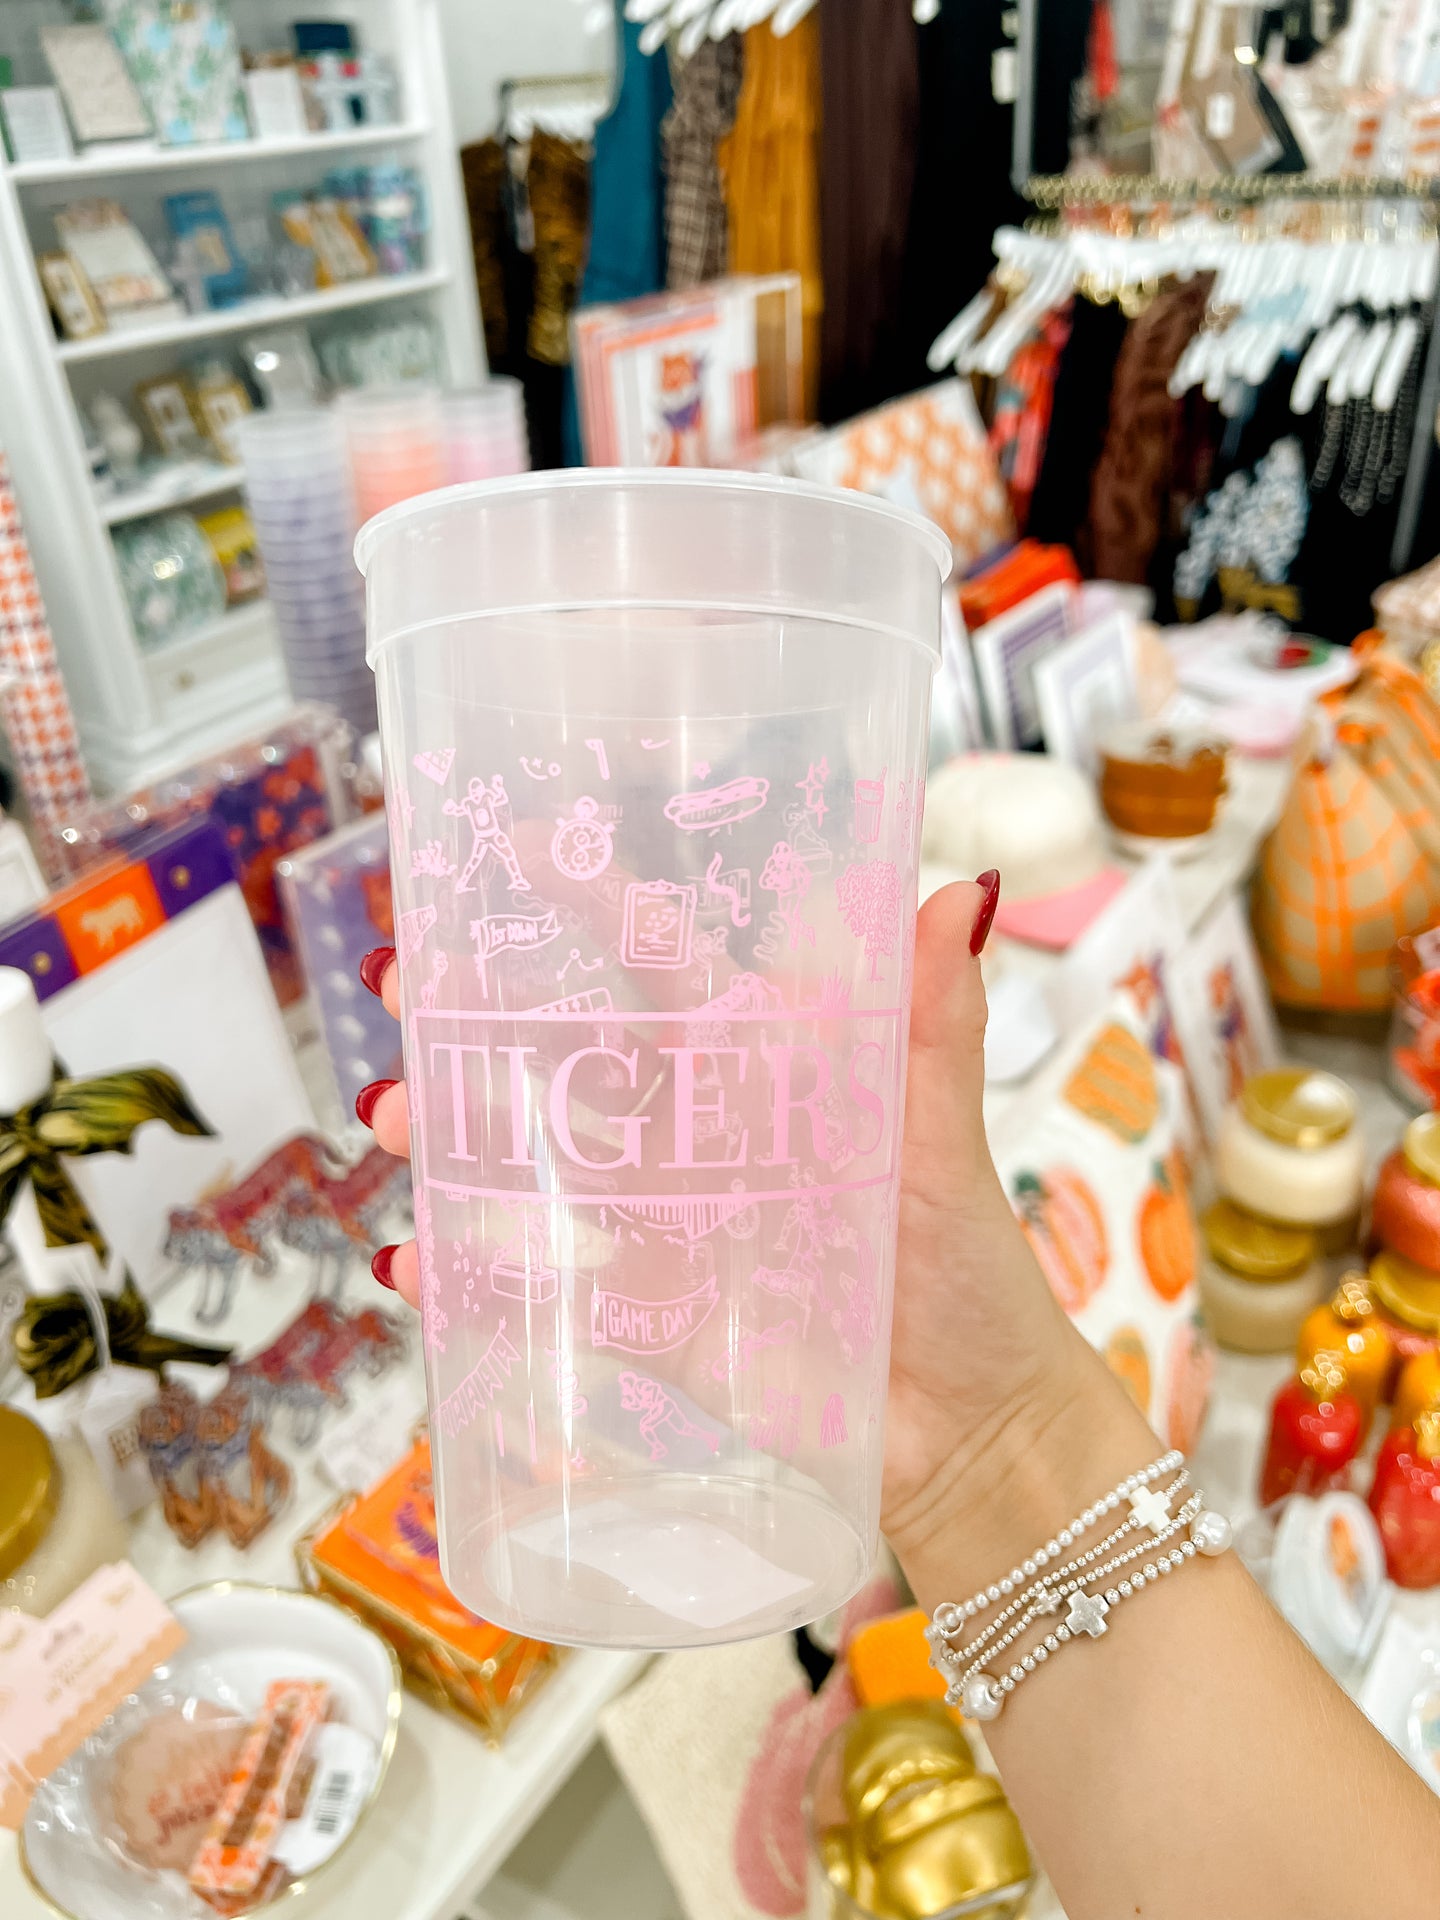 1ST DOWN
TIGERS
GAME DAY